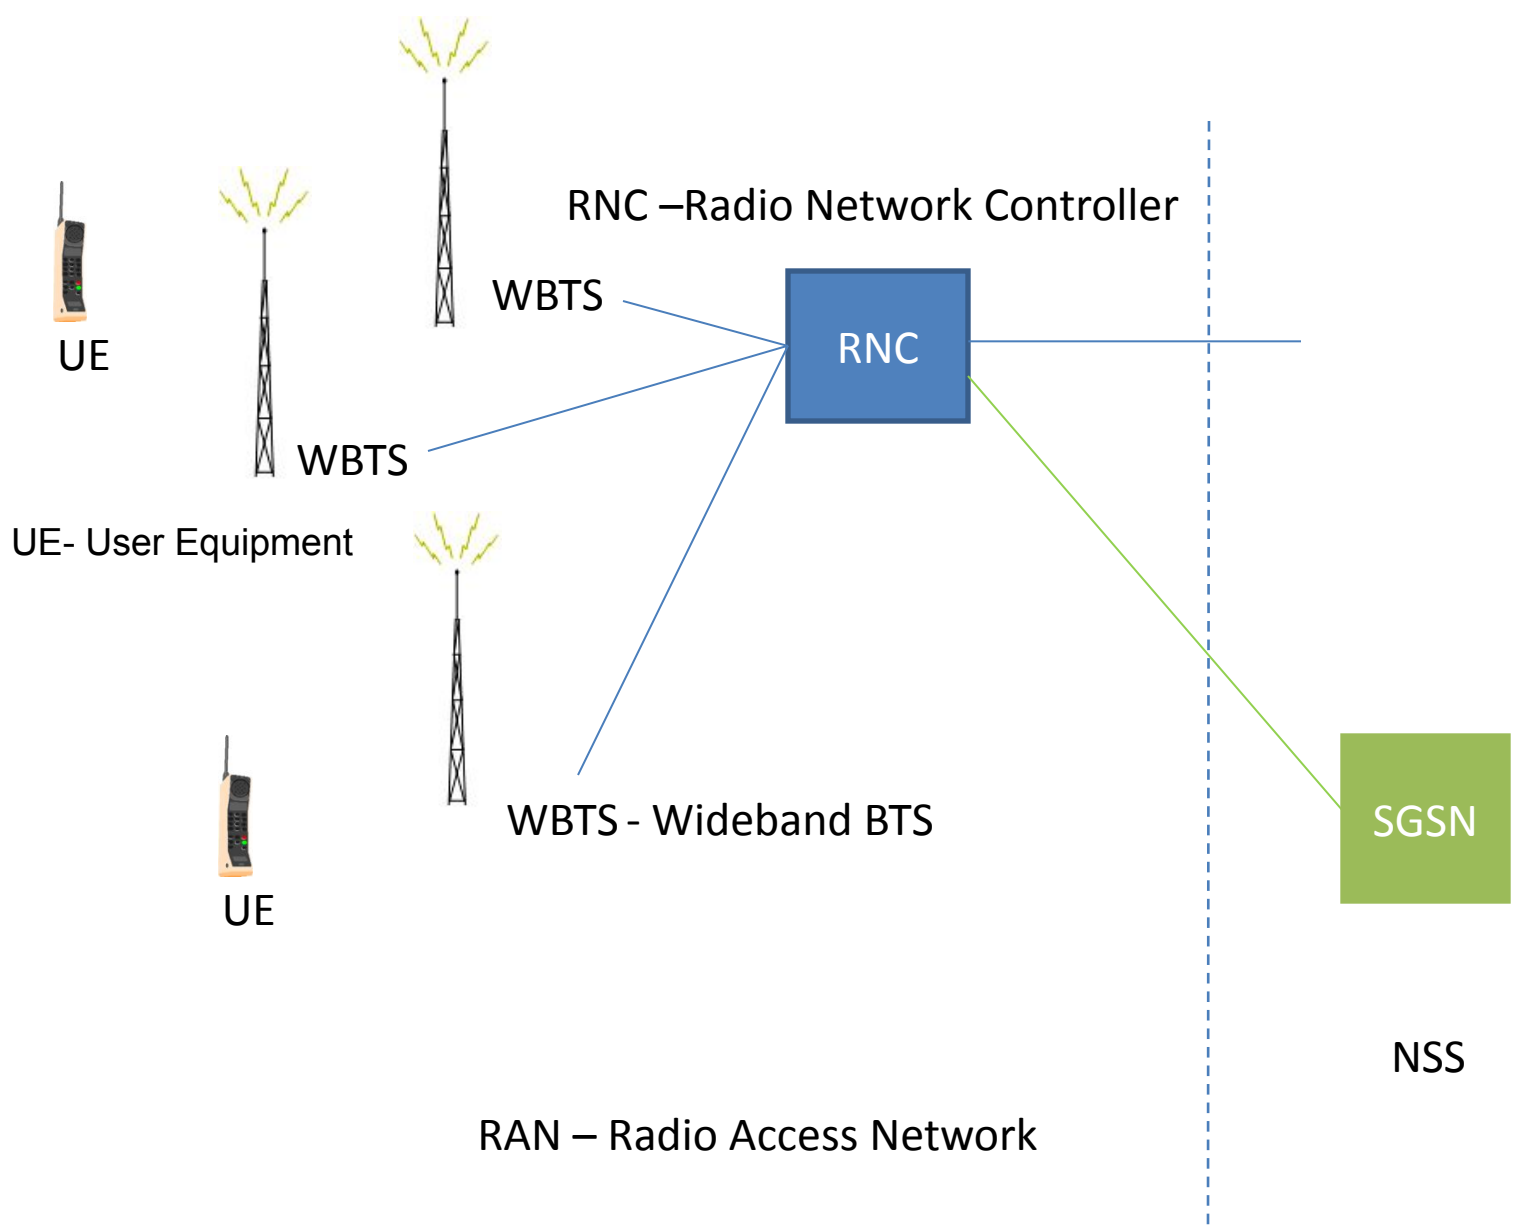 RNC –Radio Network Controller
WBTS
RNC
UE
WBTS
UE- User Equipment
WBTS - Wideband BTS
SGSN
UE
NSS
RAN – Radio Access Network